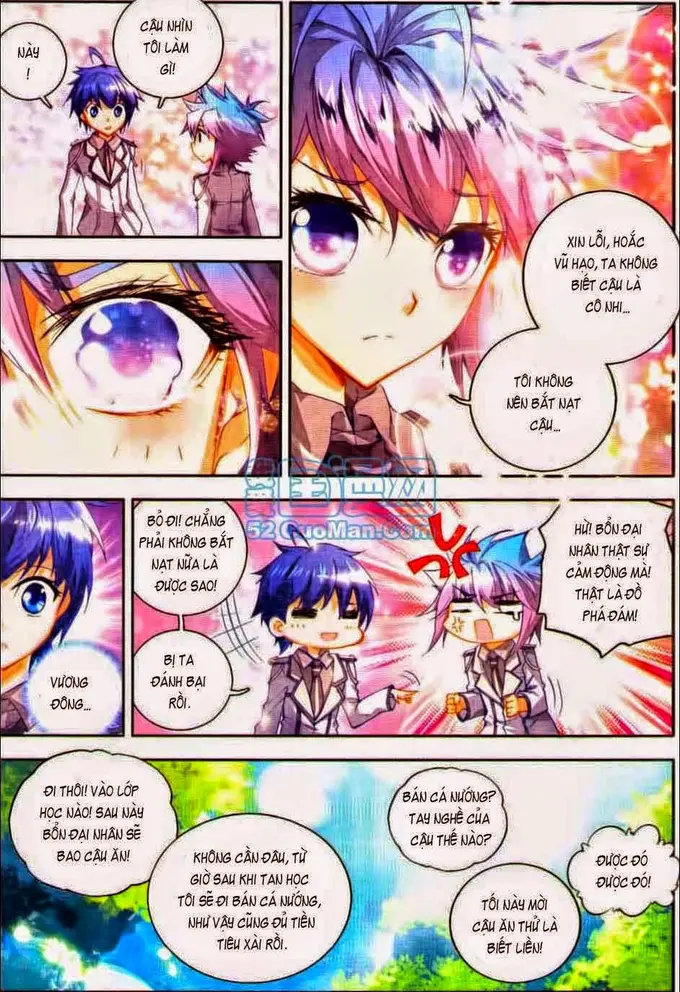 NÀY
!
CẬU NHÌN
TÔI LÀM
GÌ!
XIN LỖI, HOẮC
VŨ HẠO, TA KHÔNG
BIẾT CẬU LÀ
CÔ NHI...
TÔI KHÔNG
NÊN BẮT NẠT
CẬU...
52GuoMan.Com
VƯƠNG
ĐÔNG...
BỎ ĐI! CHẲNG
PHẢI KHÔNG BẮT
NẠT NỮA LÀ
ĐƯỢC SAO!
BỊ TA
ĐÁNH BẠI
RỒI.
HỪ! BỔN ĐẠI
NHÂN THẬT SỰ
CẢM ĐỘNG MÀ!
THẬT LÀ ĐỒ
PHÁ ĐÁM!
ĐI THÔI! VÀO LỚP
HỌC NÀO! SAU NÀY
BỔN ĐẠI NHÂN SẼ
BAO CẬU ĂN!
KHÔNG CẦN ĐÂU, TỪ
GIỜ SAU KHI TAN HỌC
TÔI SẼ ĐI BÁN CÁ NƯỚNG,
NHƯ VẬY CŨNG ĐỦ TIỀN
TIÊU XÀI RỒI.
BÁN CÁ NƯỚNG?
TAY NGHỀ CỦA
CẬU THẾ NÀO?
TỐI NÀY MỜI
CẬU ĂN THỬ LÀ
BIẾT LIỀN!
ĐƯỢC ĐÓ
ĐƯỢC ĐÓ!